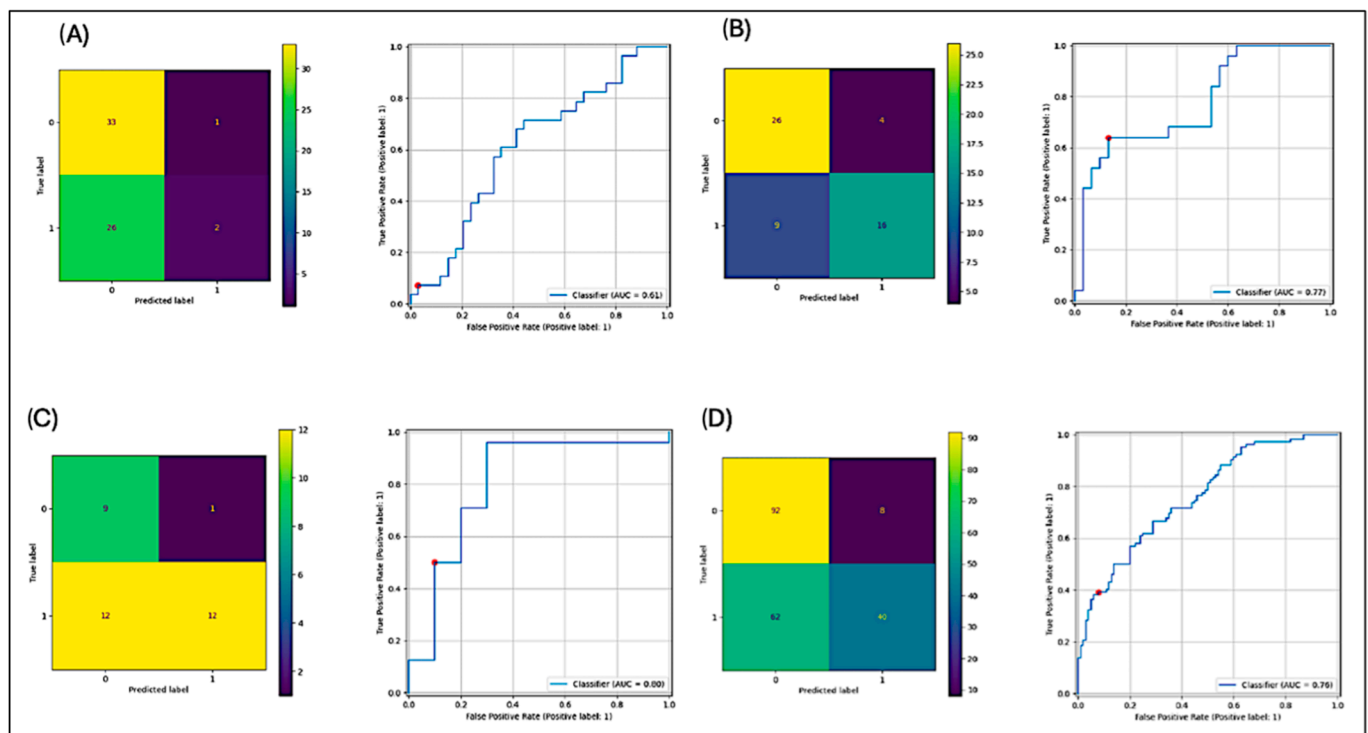 (A)
33 1
26 2
0
1
True label
0 1
Predicted label
30
25
20
15
10
5
1.0
0.8
0.6
0.4
0.2
0.0
True Positive Rate (Positive label: 1)
0.0 0.2 0.4 0.6 0.8 1.0
False Positive Rate (Positive label: 1)
Classifier (AUC = 0.61)
(B)
26 4
9 16
0
1
True label
0 1
Predicted label
25.0
22.5
20.0
17.5
15.0
12.5
10.0
7.5
5.0
1.0
0.8
0.6
0.4
0.2
0.0
True Positive Rate (Positive label: 1)
0.0 0.2 0.4 0.6 0.8 1.0
False Positive Rate (Positive label: 1)
Classifier (AUC = 0.77)
(C)
9 1
12 12
0
1
True label
0 1
Predicted label
12
10
8
6
4
2
1.0
0.8
0.6
0.4
0.2
0.0
True Positive Rate (Positive label: 1)
0.0 0.2 0.4 0.6 0.8 1.0
False Positive Rate (Positive label: 1)
Classifier (AUC = 0.80)
(D)
92 8
62 40
0
1
True label
0 1
Predicted label
90
80
70
60
50
40
30
20
10
1.0
0.8
0.6
0.4
0.2
0.0
True Positive Rate (Positive label: 1)
0.0 0.2 0.4 0.6 0.8 1.0
False Positive Rate (Positive label: 1)
Classifier (AUC = 0.76)